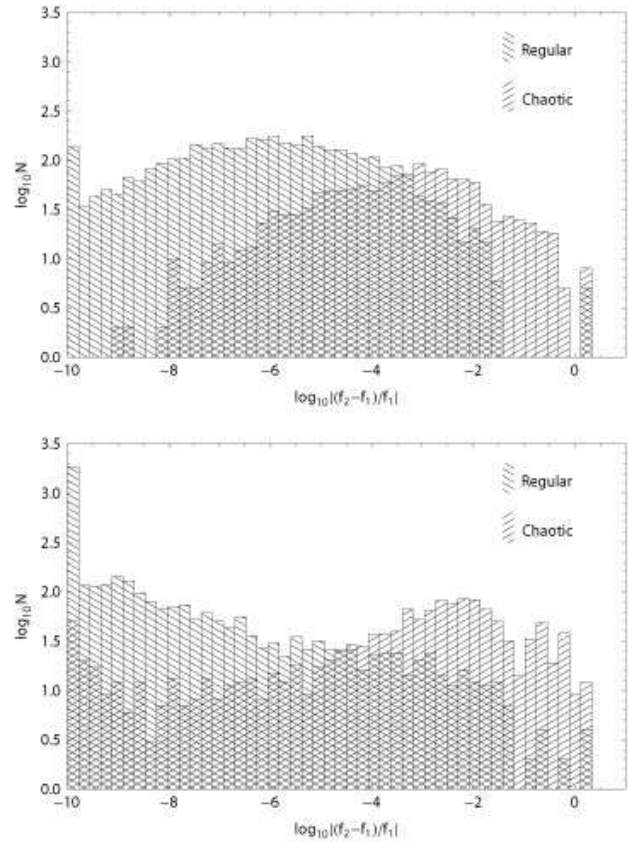 3.5
3.0
2.5
2.0
1.5
1.0
0.5
0.0
log₁₀N
Regular
Chaotic
−10 −8 −6 −4 −2 0
log₁₀|(f₂−f₁)/f₁|
3.5
3.0
2.5
2.0
1.5
1.0
0.5
0.0
log₁₀N
Regular
Chaotic
−10 −8 −6 −4 −2 0
log₁₀|(f₂−f₁)/f₁|